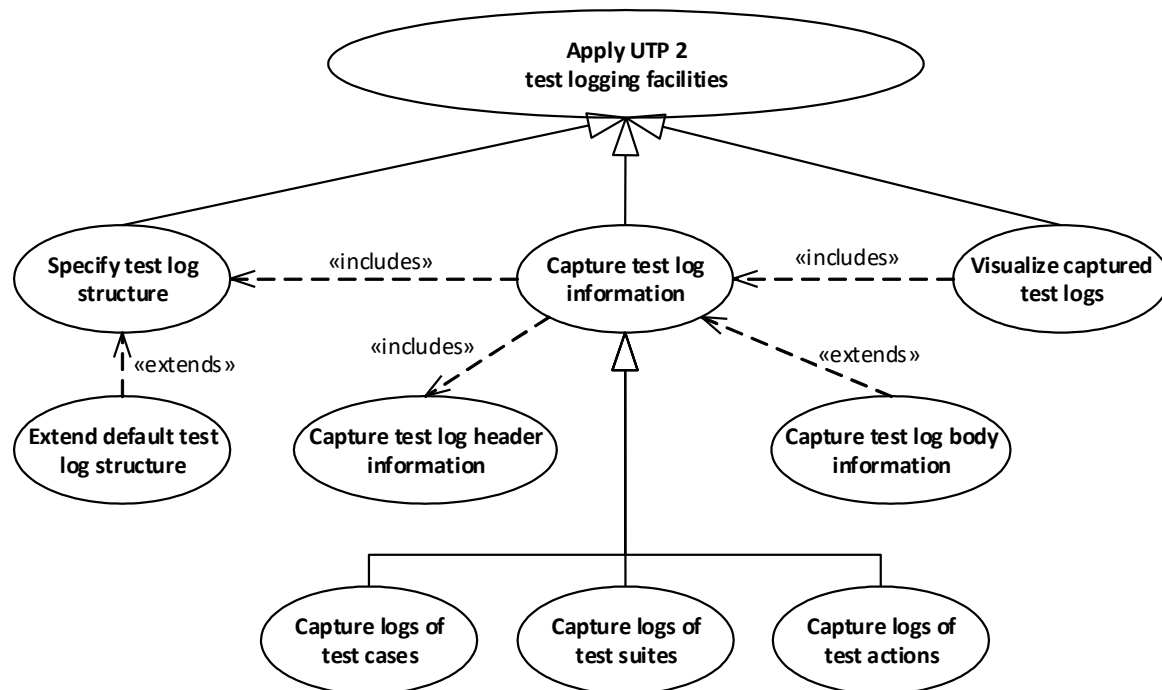 Apply UTP 2
test logging facilities
Specify test log
structure
«includes»
Capture test log
information
«includes»
Visualize captured
test logs
«extends»
«includes»
«extends»
Extend default test
log structure
Capture test log header
information
Capture test log body
information
Capture logs of
test cases
Capture logs of
test suites
Capture logs of
test actions